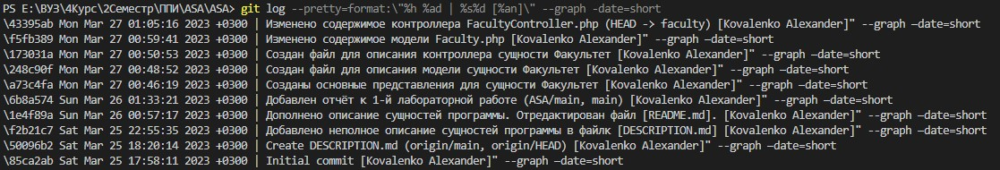 PS E:\ВУЗ\4Курс\2Семестр\ППИ\ASA\ASA> git log --pretty=format:\"%h %ad | %s%d [%an]\" --graph -date=short
\43395ab Mon Mar 27 01:05:16 2023 +0300 | Изменено содержимое контроллера FacultyController.php (HEAD -> faculty) [Kovalenko Alexander]" --graph —date=short
\f5fb389 Mon Mar 27 00:59:41 2023 +0300 | Изменено содержимое модели Faculty.php [Kovalenko Alexander]" --graph —date=short
\173031a Mon Mar 27 00:50:53 2023 +0300 | Создан файл для описания контроллера сущности Факультет [Kovalenko Alexander]" --graph —date=short
\248c90f Mon Mar 27 00:48:52 2023 +0300 | Создан файл для описания модели сущности Факультет [Kovalenko Alexander]" --graph —date=short
\a73c4fa Mon Mar 27 00:46:19 2023 +0300 | Созданы основные представления для сущности Факультет [Kovalenko Alexander]" --graph —date=short
\6b8a574 Sun Mar 26 01:33:21 2023 +0300 | Добавлен отчёт к 1-й лабораторной работе (ASA/main, main) [Kovalenko Alexander]" --graph —date=short
\1e4f89a Sun Mar 26 00:57:17 2023 +0300 | Дополнено описание сущностей программы. Отредактирован файл [README.md]. [Kovalenko Alexander]" --graph —date=short
\f2b21c7 Sat Mar 25 22:55:35 2023 +0300 | Добавлено неполное описание сущностей программы в файлк [DESCRIPTION.md] [Kovalenko Alexander]" --graph —date=short
\50096b2 Sat Mar 25 18:20:14 2023 +0300 | Create DESCRIPTION.md (origin/main, origin/HEAD) [Kovalenko Alexander]" --graph —date=short
\85ca2ab Sat Mar 25 17:58:11 2023 +0300 | Initial commit [Kovalenko Alexander]" --graph —date=short